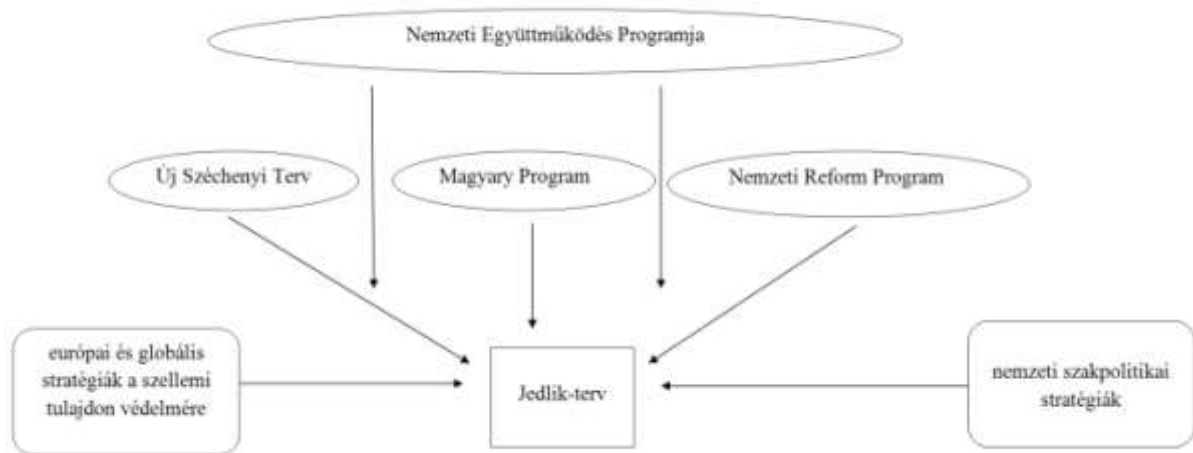 Nemzeti Együttműködés Programja
Új Széchenyi Terv
Magyary Program
Nemzeti Reform Program
európai és globális
stratégiák a szellemi
tulajdon védelmére
Jedlik-terv
nemzeti szakpolitikai
stratégiák